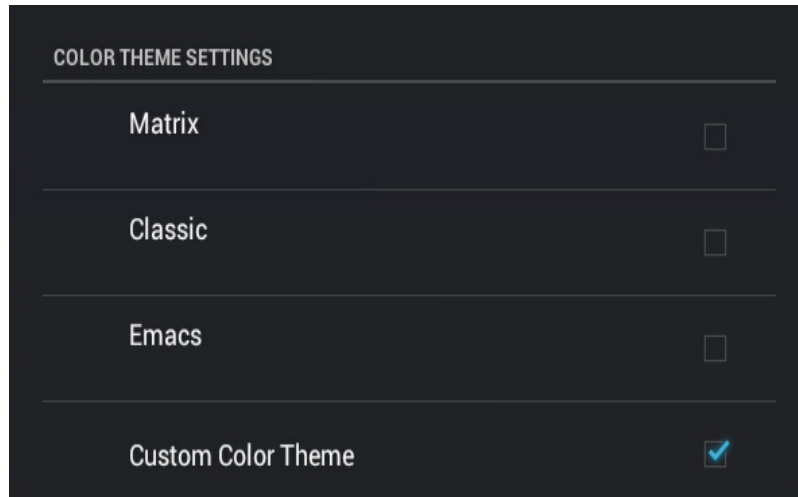 COLOR THEME SETTINGS
Matrix
Classic
Emacs
Custom Color Theme